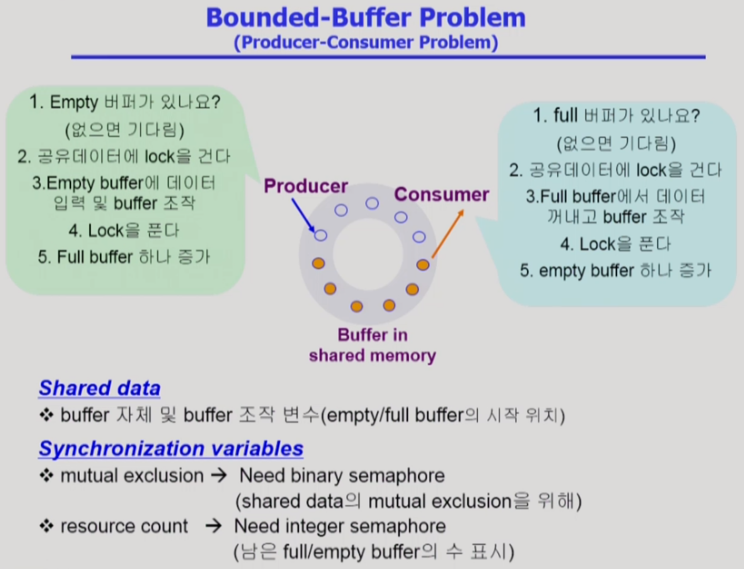 Bounded-Buffer Problem
(Producer-Consumer Problem)
1. Empty 버퍼가 있나요?
(없으면 기다림)
2. 공유데이터에 lock을 건다
3.Empty buffer에 데이터
입력 및 buffer 조작
4. Lock을 푼다
5. Full buffer 하나 증가
Producer
Consumer
1. full 버퍼가 있나요?
(없으면 기다림)
2. 공유데이터에 lock을 건다
3.Full buffer에서 데이터
꺼내고 buffer 조작
4. Lock을 푼다
5. empty buffer 하나 증가
Buffer in
shared memory
Shared data
❖ buffer 자체 및 buffer 조작 변수(empty/full buffer의 시작 위치)
Synchronization variables
❖ mutual exclusion → Need binary semaphore
(shared data의 mutual exclusion을 위해)
❖ resource count → Need integer semaphore
(남은 full/empty buffer의 수 표시)